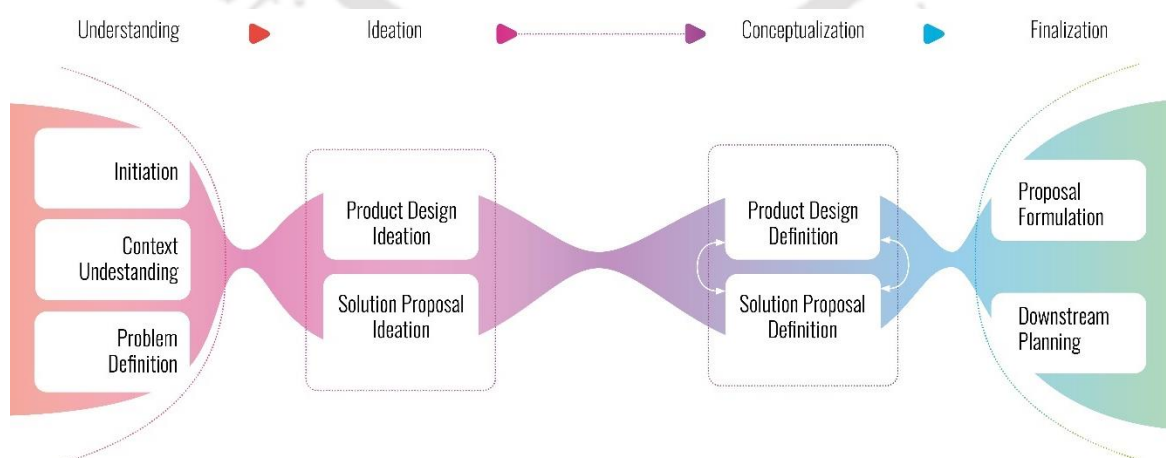 Understanding
Ideation
Conceptualization
Finalization
Initiation
Context
Undestanding
Problem
Definition
Product Design
Ideation
Solution Proposal
Ideation
Product Design
Definition
Solution Proposal
Definition
Proposal
Formulation
Downstream
Planning